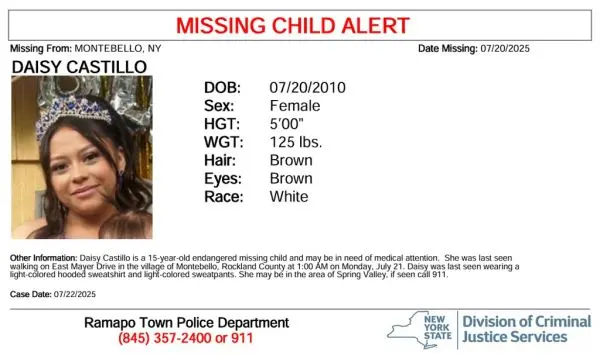 MISSING CHILD ALERT
Missing From: MONTEBELLO, NY Date Missing: 07/20/2025
DAISY CASTILLO
DOB: 07/20/2010
Sex: Female
HGT: 5'00"
WGT: 125 lbs.
Hair: Brown
Eyes: Brown
Race: White
Other Information: Daisy Castillo is a 15-year-old endangered missing child and may be in need of medical attention. She was last seen
walking on East Mayer Drive in the village of Montebello, Rockland County at 1:00 AM on Monday, July 21. Daisy was last seen wearing a
light-colored hooded sweatshirt and light-colored sweatpants. She may be in the area of Spring Valley, if seen call 911.
Case Date: 07/22/2025
Ramapo Town Police Department
(845) 357-2400 or 911
NEW
YORK
STATE
Division of Criminal
Justice Services